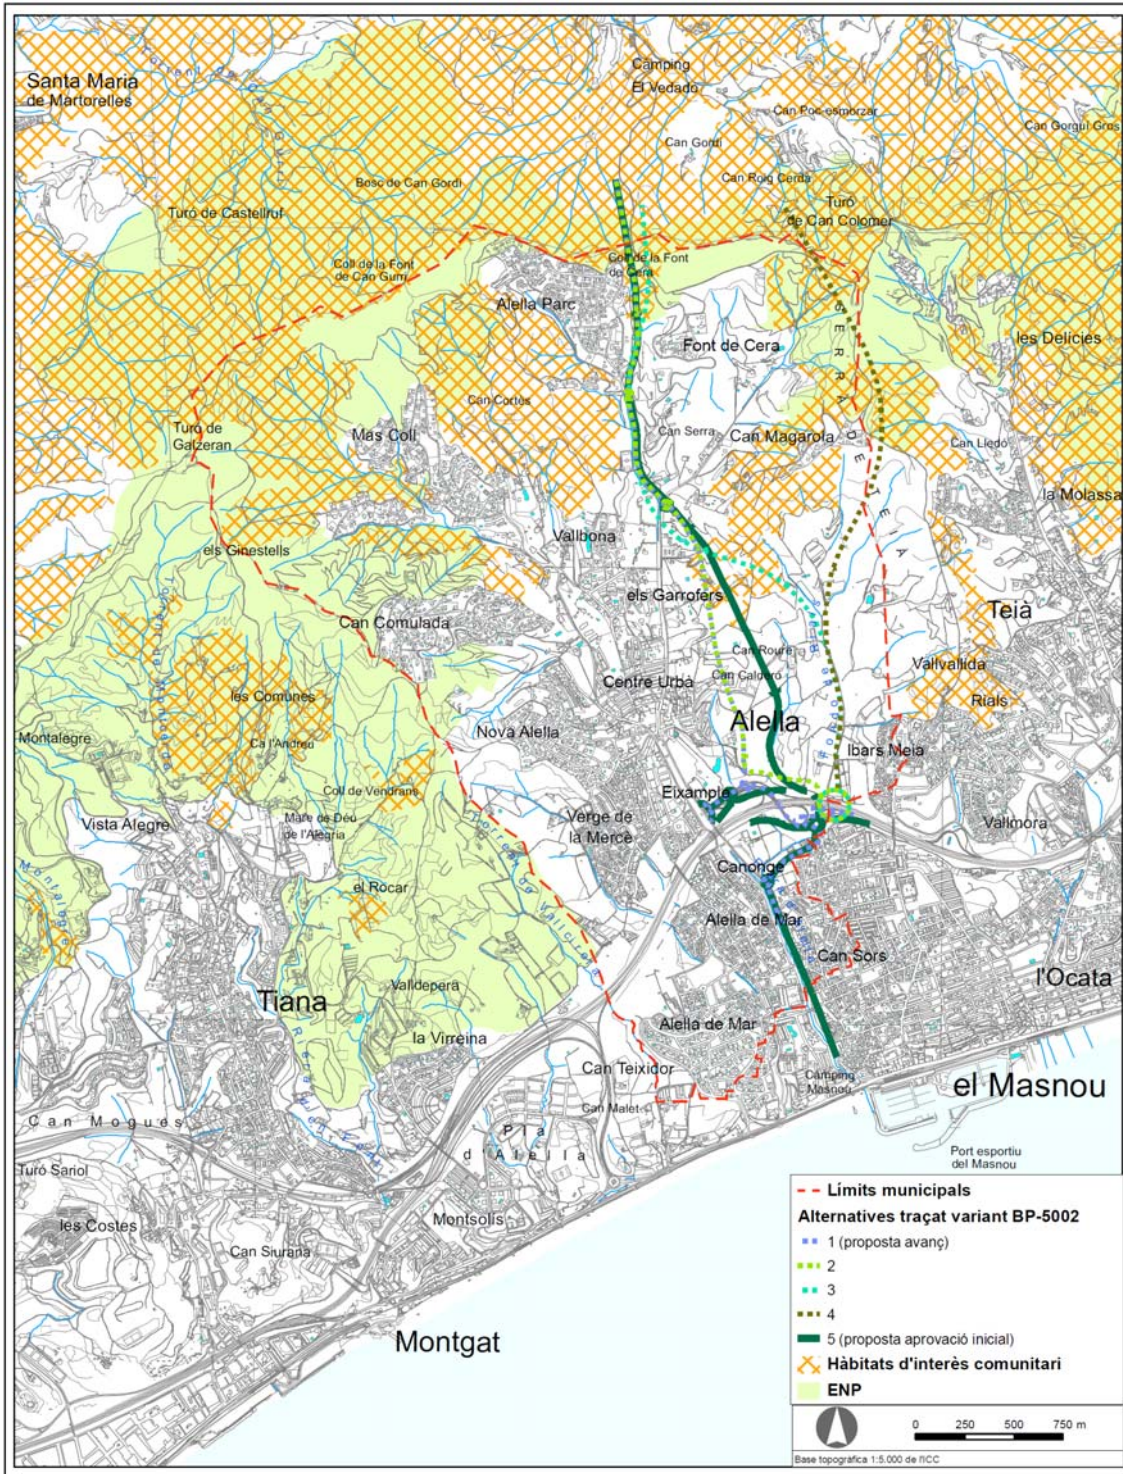 Santa Maria
de Martorelles
Càmping
El Vedado
Can Poc-esmorzar
Can Gorgui Gros
Can Gordi
Bosc de Can Gordi
Can Roig Cerdà
Turó de Castellruf
Turó
de Can Colomer
Coll de la Font
de Can Gurri
Coll de la Font
de Cera
Alella Parc
Font de Cera
les Delícies
SERRA DE TEIÀ
Can Cortès
Turó de
Galzeran
Mas Coll
Can Serra
Can Magarola
Can Lledó
la Molassa
Vallbona
els Ginestells
els Garrofers
Teià
Can Comulada
Can Roure
Vallvallida
Centre Urbà
Can Calderó
les Comunes
Rials
Montalegre
Nova Alella
Alella
Ca l'Andreu
Ibars Meia
Coll de Vendrans
Eixample
Vista Alegre
Mare de Déu
de l'Alegria
Verge de
la Mercè
Vallmora
el Rocar
Canonge
Alella de Mar
Can Sors
l'Ocata
Valldeperà
Tiana
la Virreina
Alella de Mar
Can Teixidor
Càmping
Masnou
el Masnou
Can Malet
Can Mogues
Pla
d'Alella
Port esportiu
del Masnou
Turó Sariol
les Costes
Montsolís
Can Siurana
Montgat
Límits municipals
Alternatives traçat variant BP-5002
1 (proposta avanç)
2
3
4
5 (proposta aprovació inicial)
Hàbitats d'interès comunitari
ENP
0 250 500 750 m
Base topogràfica 1:5.000 de l'ICC